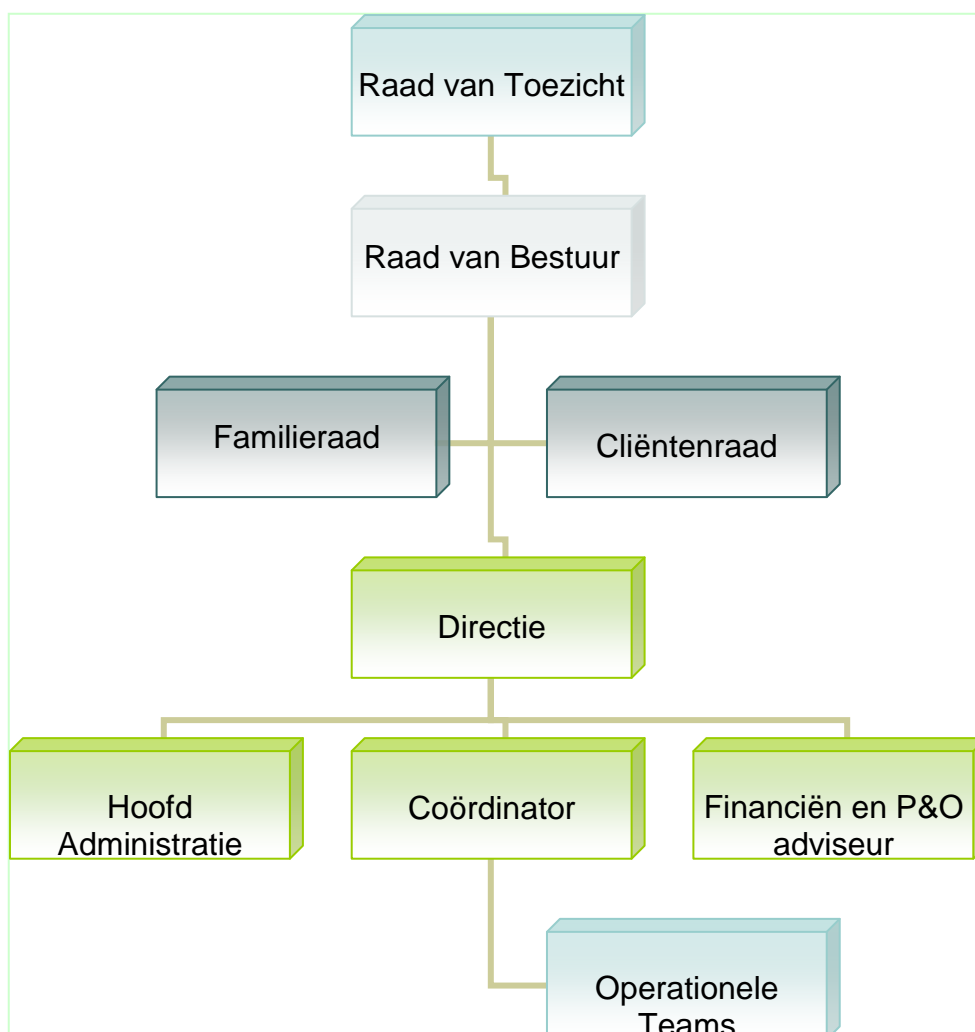 Raad van Toezicht
Raad van Bestuur
Familieraad
Cliëntenraad
Directie
Hoofd
Administratie
Coördinator
Financiën en P&O
adviseur
Operationele
Teams